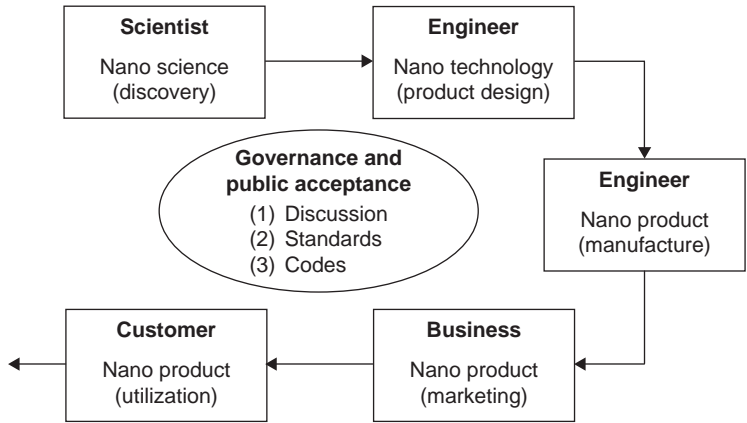 Scientist
Nano science
(discovery)
Engineer
Nano technology
(product design)
Engineer
Nano product
(manufacture)
Governance and
public acceptance
(1) Discussion
(2) Standards
(3) Codes
Business
Nano product
(marketing)
Customer
Nano product
(utilization)